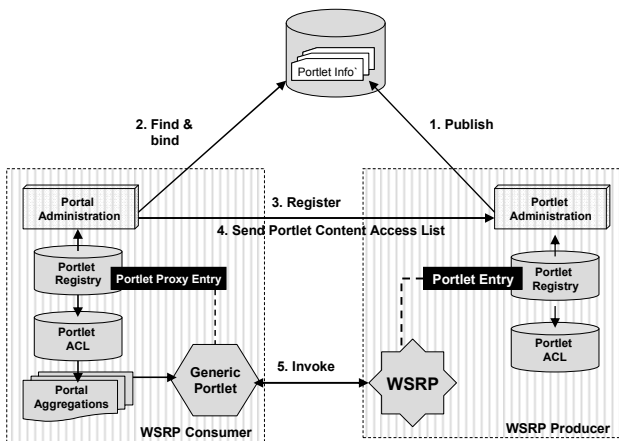 Portlet Info`
2. Find &
bind
1. Publish
Portal
Administration
3. Register
4. Send Portlet Content Access List
Portlet
Administration
Portlet
Registry
Portlet Proxy Entry
Portlet Entry
Portlet
Registry
Portlet
ACL
Portlet
ACL
Portal
Aggregations
Generic
Portlet
5. Invoke
WSRP
WSRP Consumer
WSRP Producer